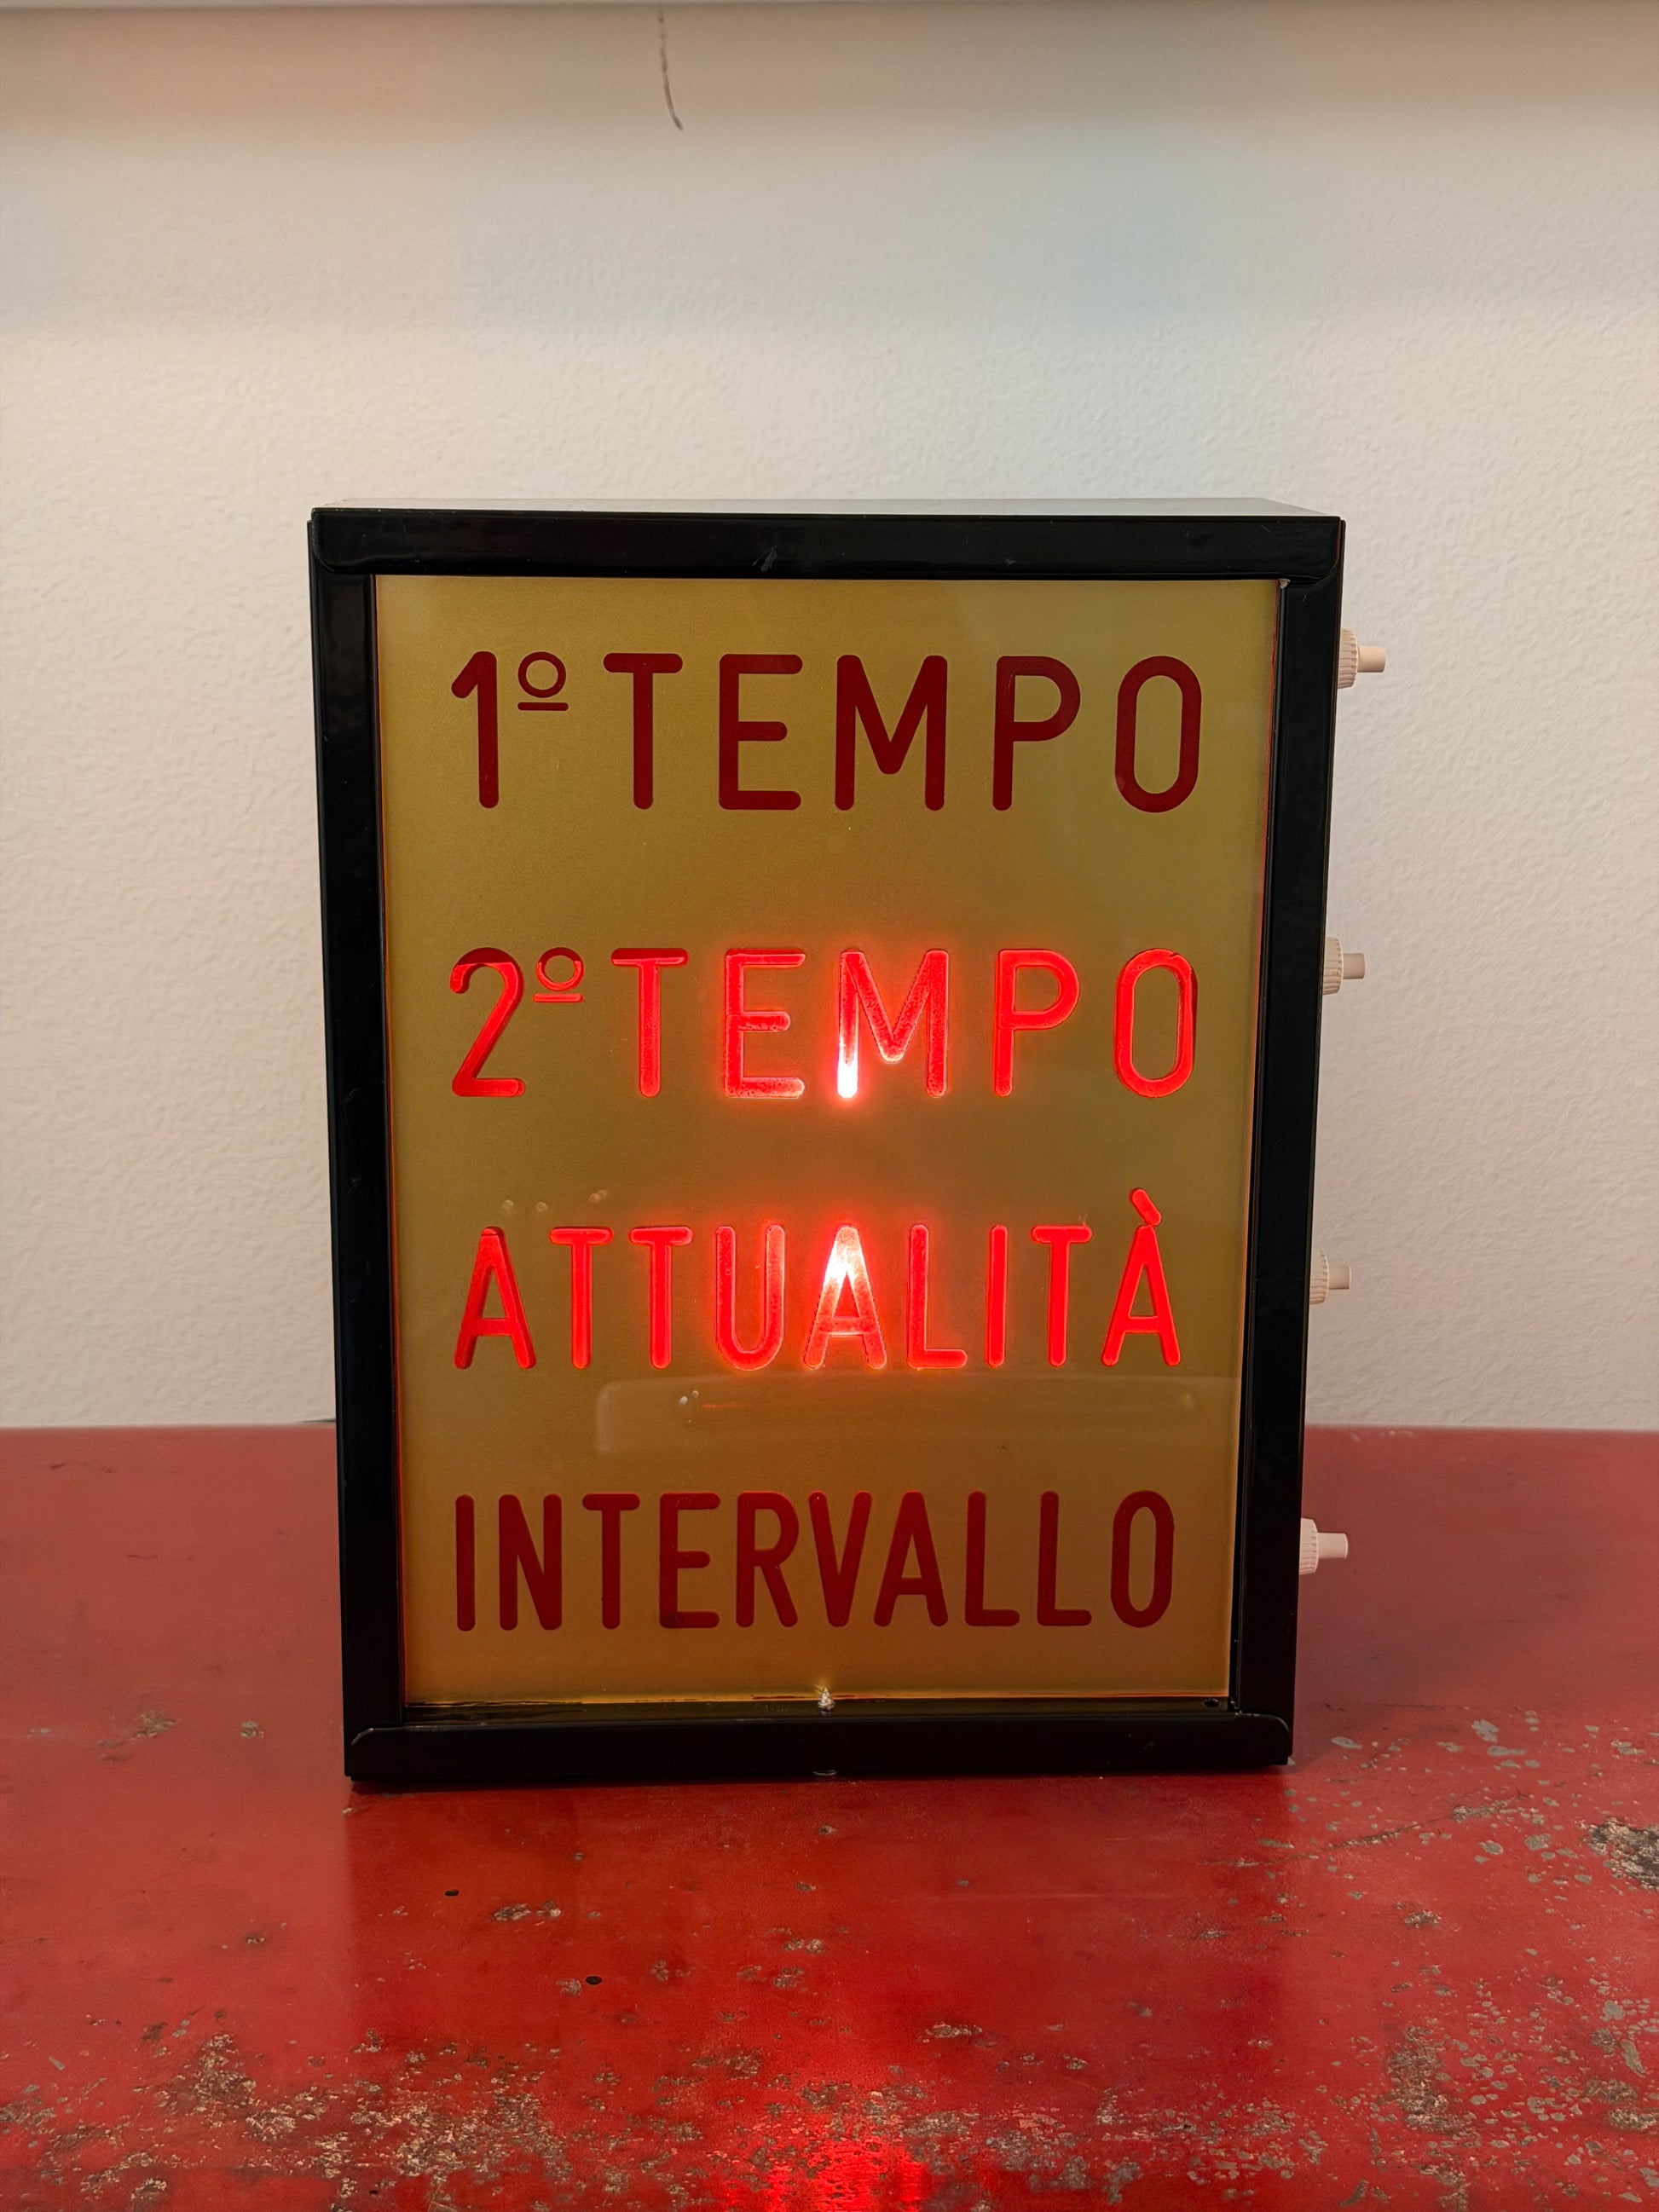 1º TEMPO
2º TEMPO
ATTUALITÀ
INTERVALLO